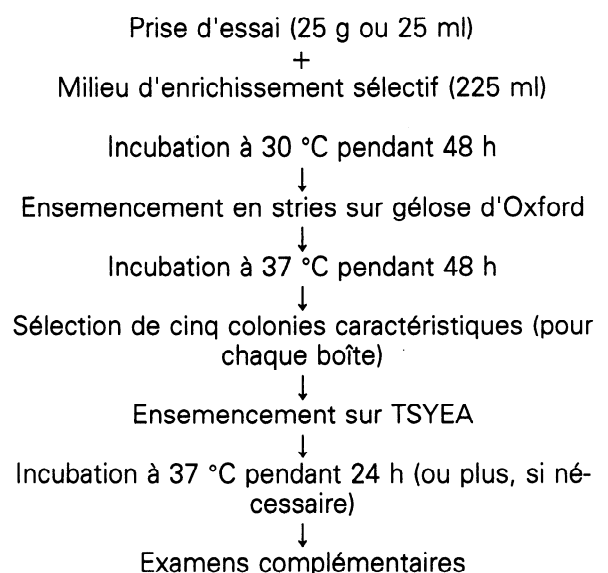 Prise d'essai (25 g ou 25 ml)
+
Milieu d'enrichissement sélectif (225 ml)
Incubation à 30 °C pendant 48 h
↓
Ensemencement en stries sur gélose d'Oxford
↓
Incubation à 37 °C pendant 48 h
↓
Sélection de cinq colonies caractéristiques (pour
chaque boîte)
↓
Ensemencement sur TSYEA
↓
Incubation à 37 °C pendant 24 h (ou plus, si né-
cessaire)
↓
Examens complémentaires